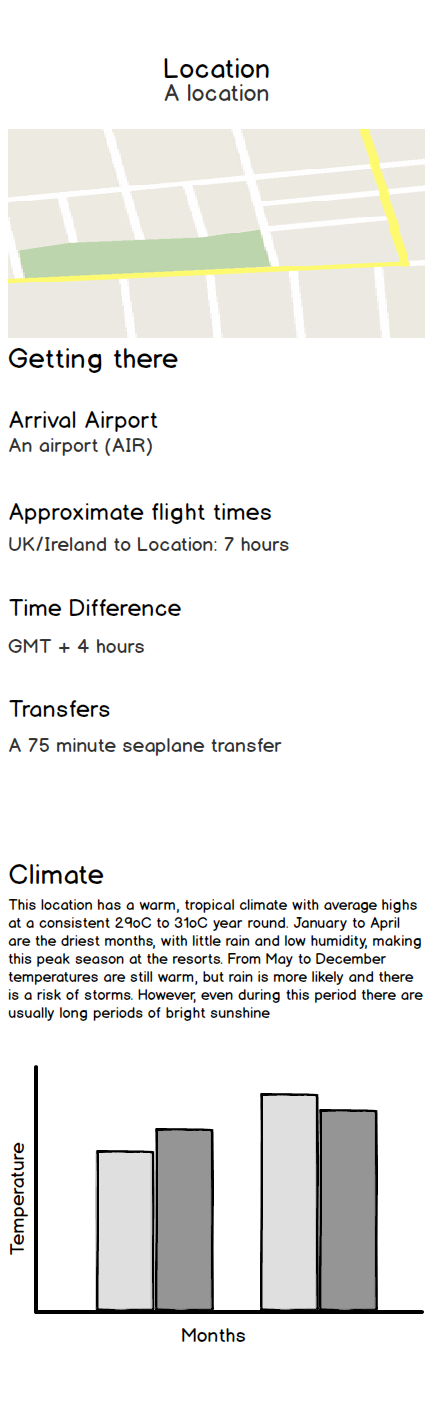 Location
A location
Getting there
Arrival Airport
An airport (AIR)
Approximate flight times
UK/Ireland to Location: 7 hours
Time Difference
GMT + 4 hours
Transfers
A 75 minute seaplane transfer
Climate
This location has a warm, tropical climate with average highs
at a consistent 29oC to 31oC year round. January to April
are the driest months, with little rain and low humidity, making
this peak season at the resorts. From May to December
temperatures are still warm, but rain is more likely and there
is a risk of storms. However, even during this period there are
usually long periods of bright sunshine
Temperature
Months